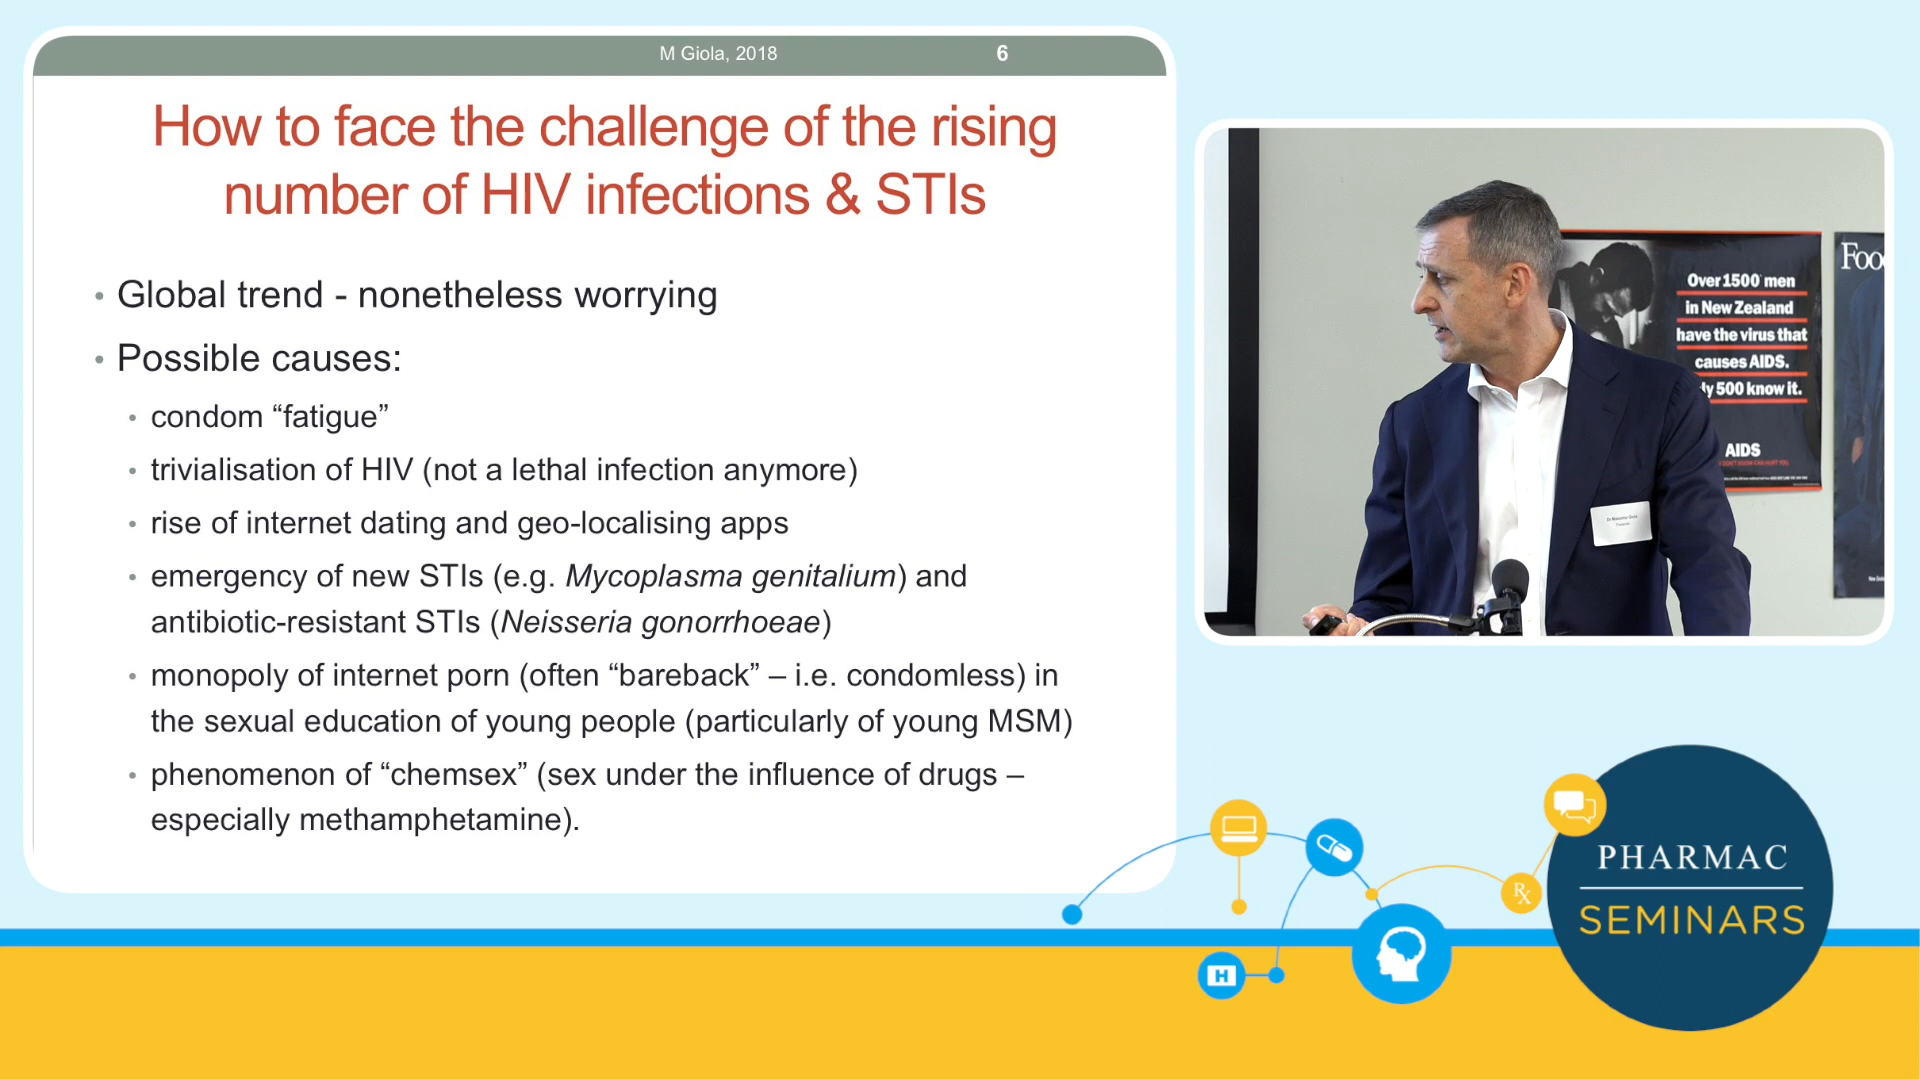 M Giola, 2018
6
How to face the challenge of the rising
number of HIV infections & STIs
• Global trend - nonetheless worrying
• Possible causes:
• condom “fatigue”
• trivialisation of HIV (not a lethal infection anymore)
• rise of internet dating and geo-localising apps
• emergency of new STIs (e.g. Mycoplasma genitalium) and
antibiotic-resistant STIs (Neisseria gonorrhoeae)
• monopoly of internet porn (often “bareback” – i.e. condomless) in
the sexual education of young people (particularly of young MSM)
• phenomenon of “chemsex” (sex under the influence of drugs –
especially methamphetamine).
Over 1500 men
in New Zealand
have the virus that
causes AIDS.
500 know it.
AIDS
H
Rx
PHARMAC
SEMINARS